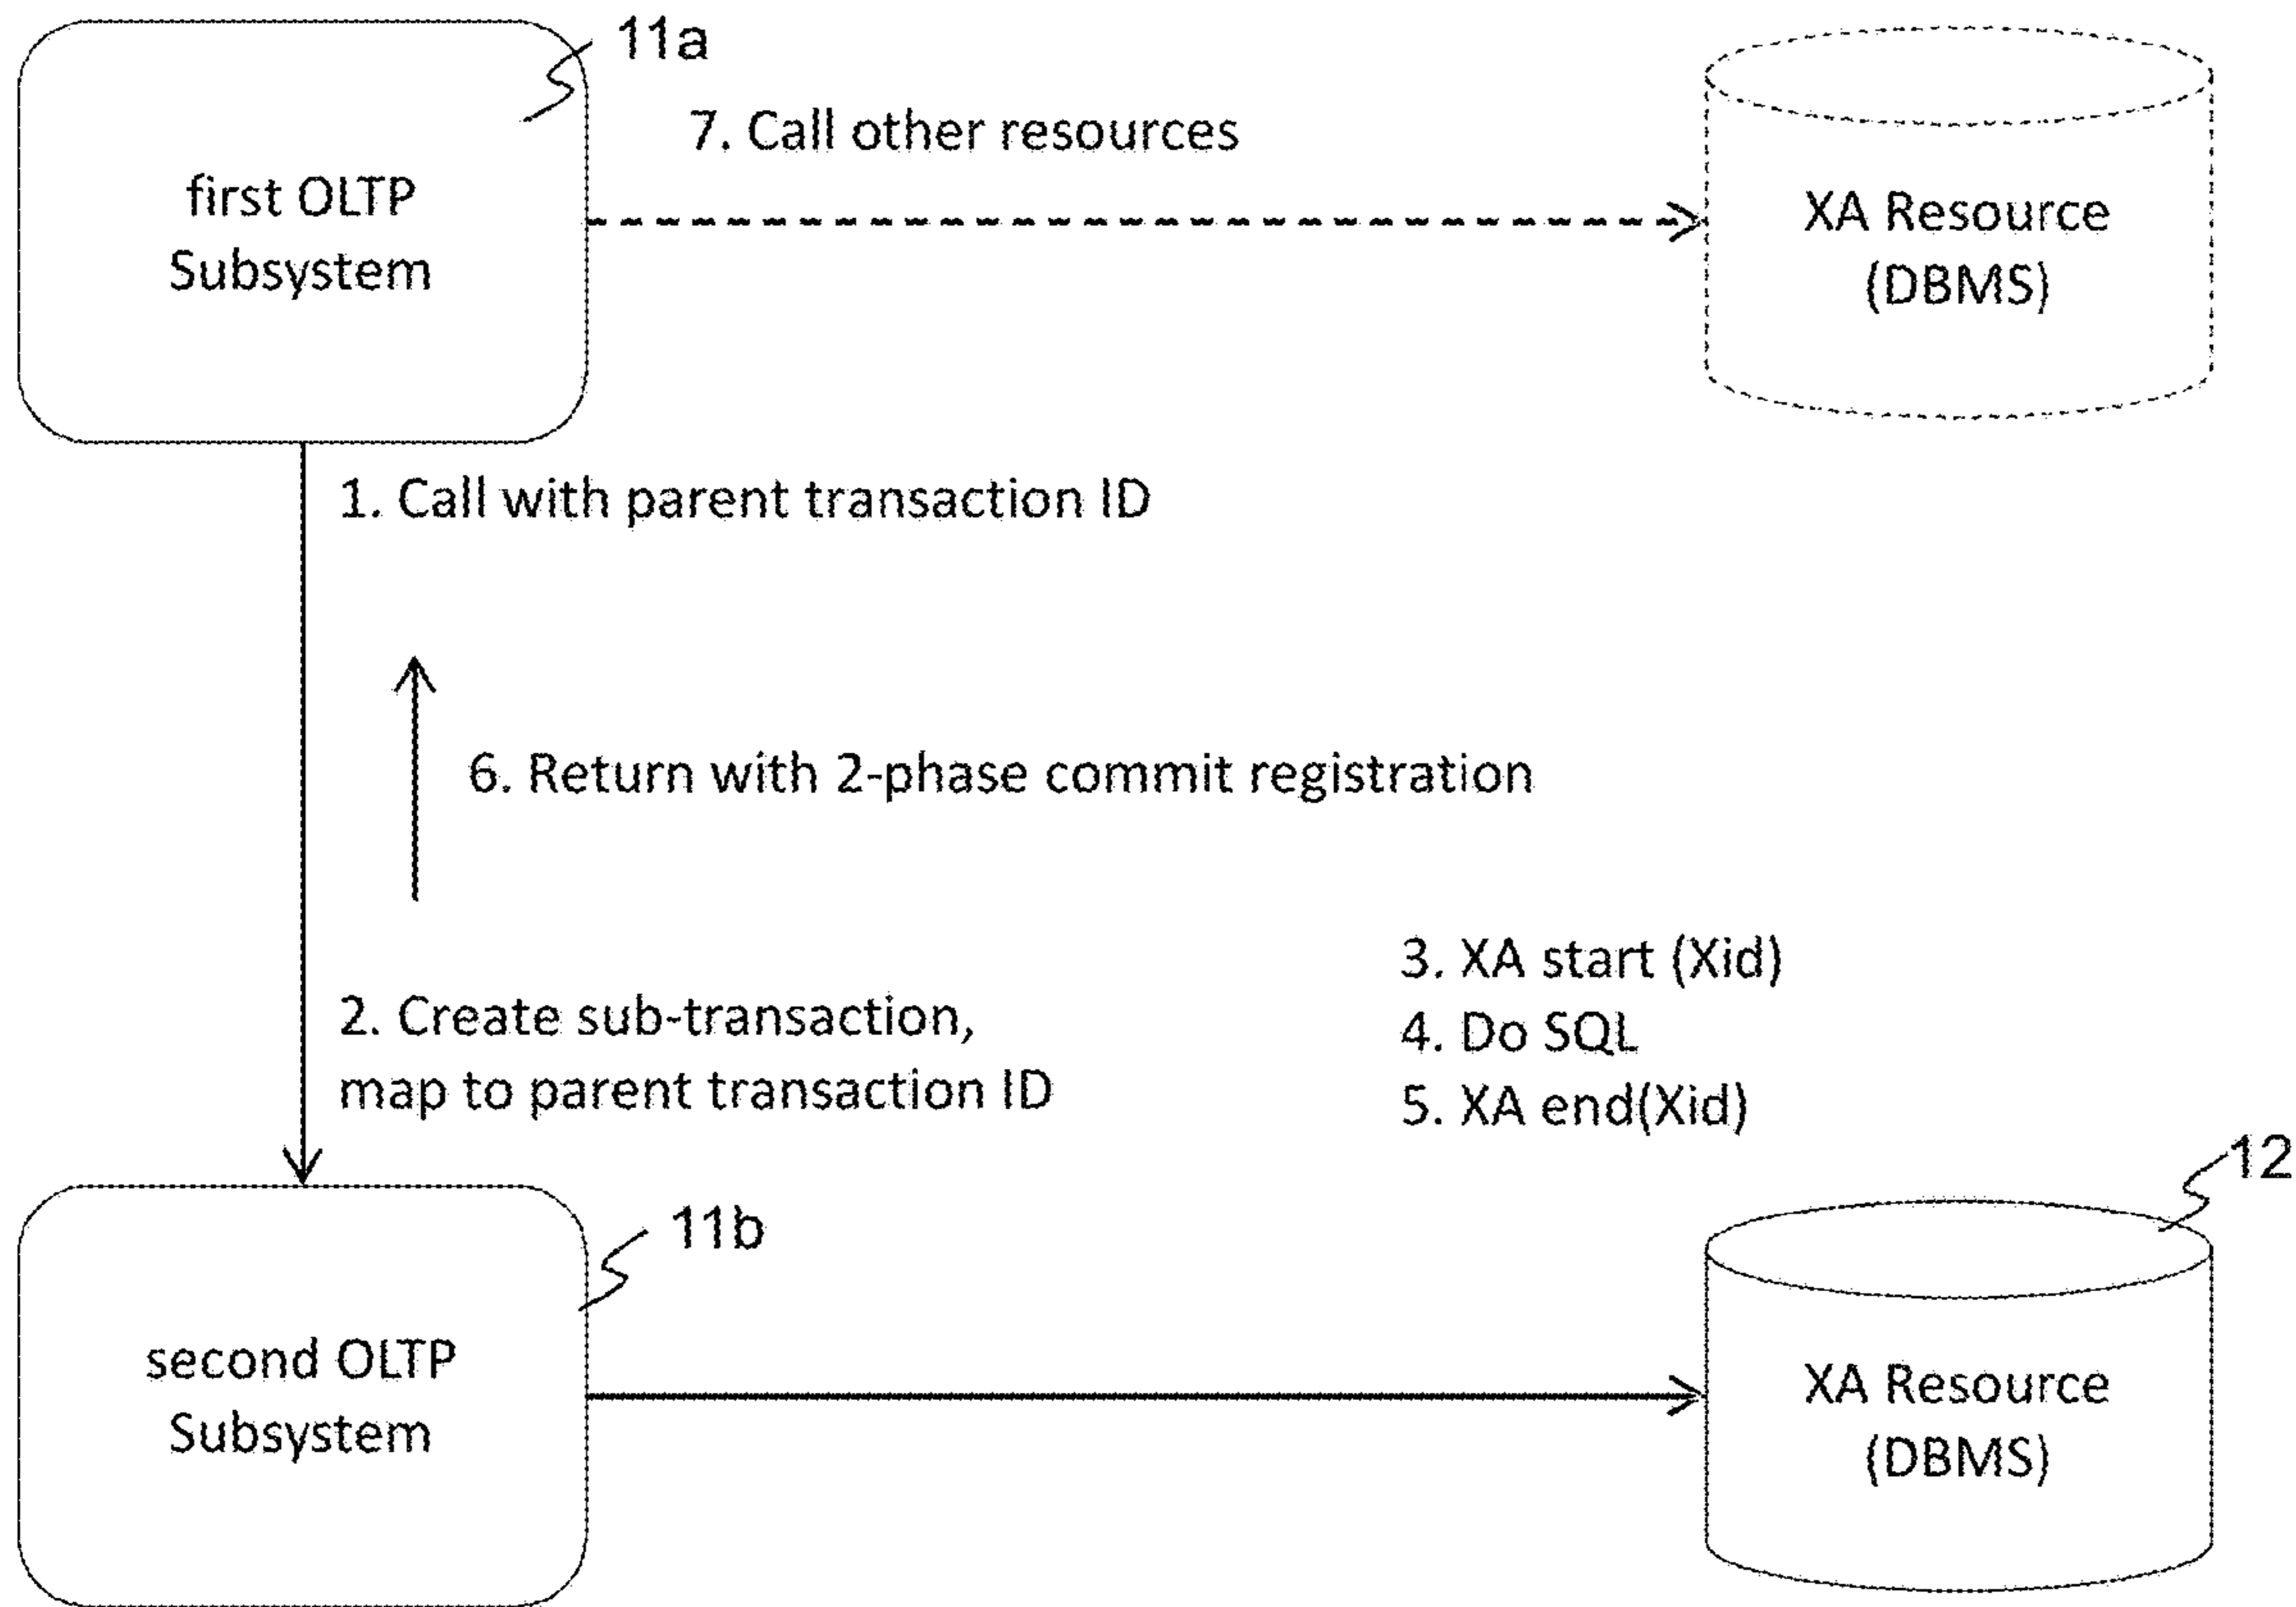 11a
7. Call other resources
first OLTP
Subsystem
XA Resource
(DBMS)
1. Call with parent transaction ID
6. Return with 2-phase commit registration
2. Create sub-transaction,
map to parent transaction ID
3. XA start (Xid)
4. Do SQL
5. XA end(Xid)
12
11b
second OLTP
Subsystem
XA Resource
(DBMS)